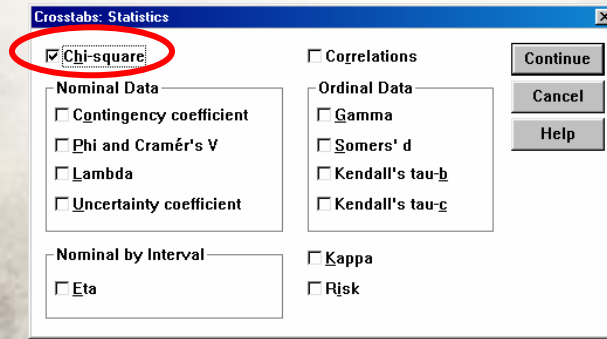 Crosstabs: Statistics
Chi-square
Correlations
Continue
Cancel
Help
Nominal Data
Contingency coefficient
Phi and Cramér's V
Lambda
Uncertainty coefficient
Ordinal Data
Gamma
Somers' d
Kendall's tau-b
Kendall's tau-c
Nominal by Interval
Eta
Kappa
Risk